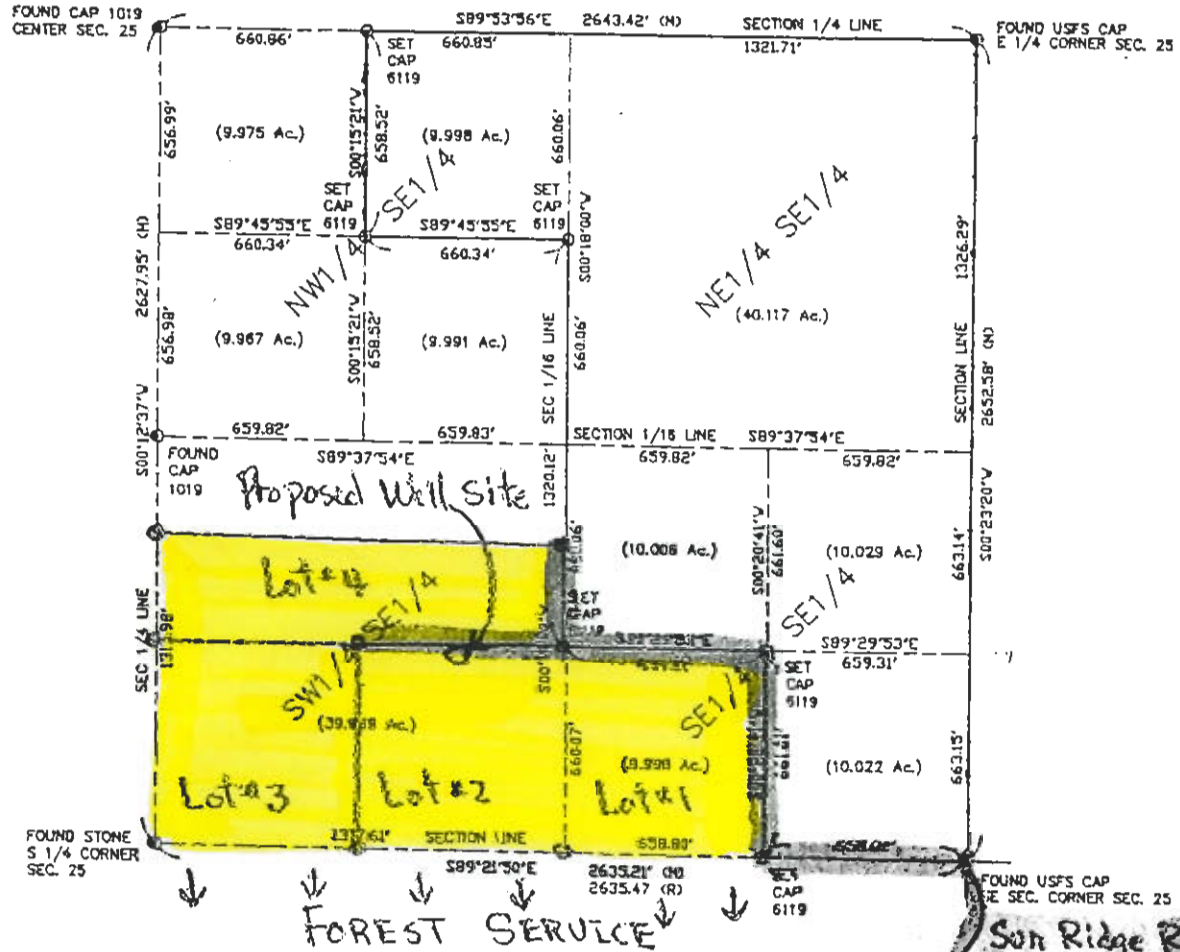 FOUND CAP 1019
CENTER SEC. 25
S89°53'56"E 2643.42' (M) SECTION 1/4 LINE
FOUND USFS CAP
E 1/4 CORNER SEC. 25
660.86'
660.85'
1321.71'
SET
CAP
6119
656.99'
(9.975 Ac.)
S00°15'21"W
658.52'
(9.998 Ac.)
660.06'
SET
CAP
6119
SE1/4
SET
CAP
6119
S89°45'55"E
660.34'
S89°45'55"E
660.34'
S00°18'00"W
NE1/4 SE1/4
1326.29'
2627.95' (M)
NW1/4
(40.117 Ac.)
656.98'
(9.967 Ac.)
S00°15'21"W
658.52'
(9.991 Ac.)
SEC 1/16 LINE
660.06'
SECTION LINE
2652.58' (M)
S00°12'37"W
659.82'
659.83'
SECTION 1/16 LINE
S89°37'54"E
FOUND
CAP
1019
S89°37'54"E
659.82'
659.82'
1320.12'
S00°23'20"W
Proposed Well Site
(10.006 Ac.)
S00°20'41"W
661.60'
(10.029 Ac.)
663.14'
660.06'
Lot #4
SE1/4
SE1/4
SEC 1/4 LINE
S89°29'53"E
659.31'
SET
CAP
6119
SW1/4
SE1/4
660.07'
(9.990 Ac.)
(10.022 Ac.)
663.15'
Lot #3
Lot #2
Lot #1
FOUND STONE
S 1/4 CORNER
SEC. 25
1317.61'
SECTION LINE
658.80'
S89°21'50"E
2635.21' (M)
2635.47 (R)
6119
FOUND USFS CAP
SE SEC. CORNER SEC. 25
FOREST SERVICE
Sun Ridge